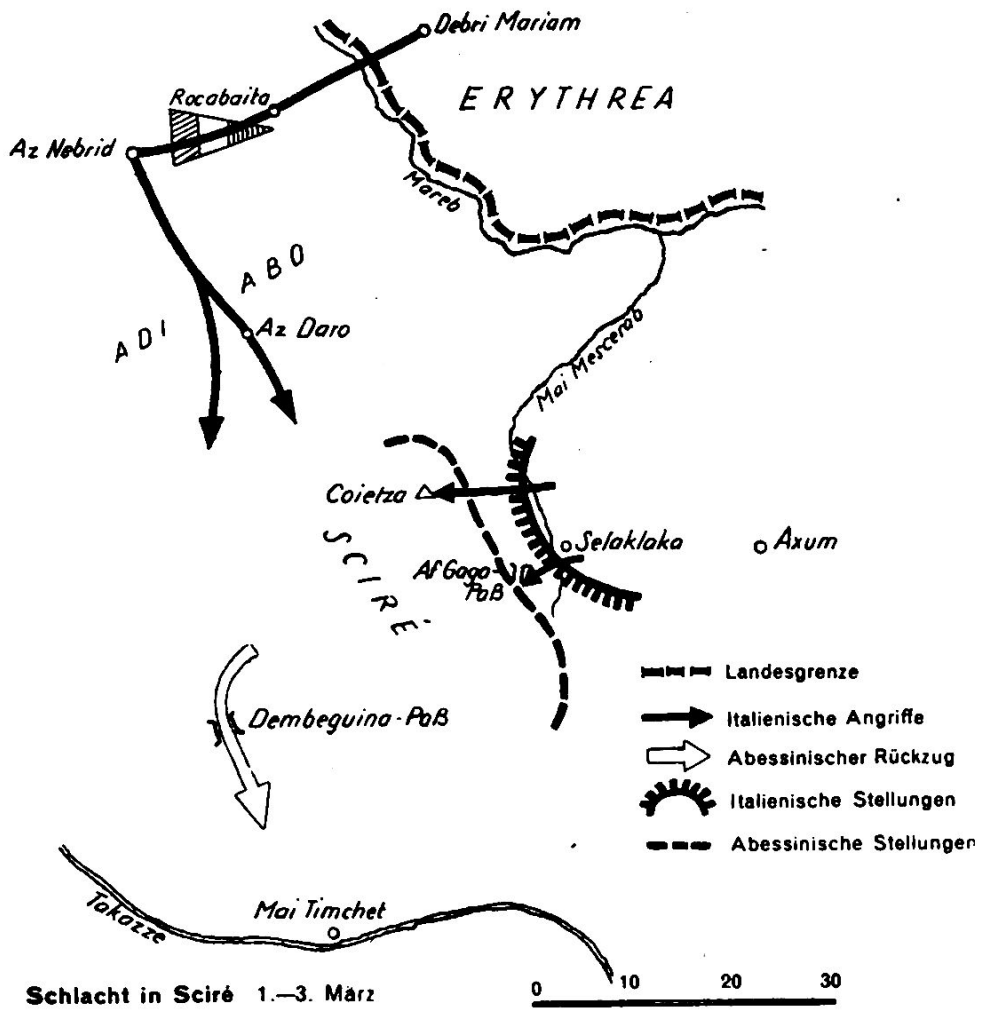 Debri Mariam
ERYTHREA
Rocabaita
Az Nebrid
Mareb
ADI ABO
Az Daro
Mai Mescerab
Coietza
SCIRÉ
Selaklaka
Axum
Af Gaga-
Paß
Dembeguina-Paß
Landesgrenze
Italienische Angriffe
Abessinischer Rückzug
Italienische Stellungen
Abessinische Stellungen
Takazze
Mai Timchet
Schlacht in Sciré 1.—3. März
0 10 20 30